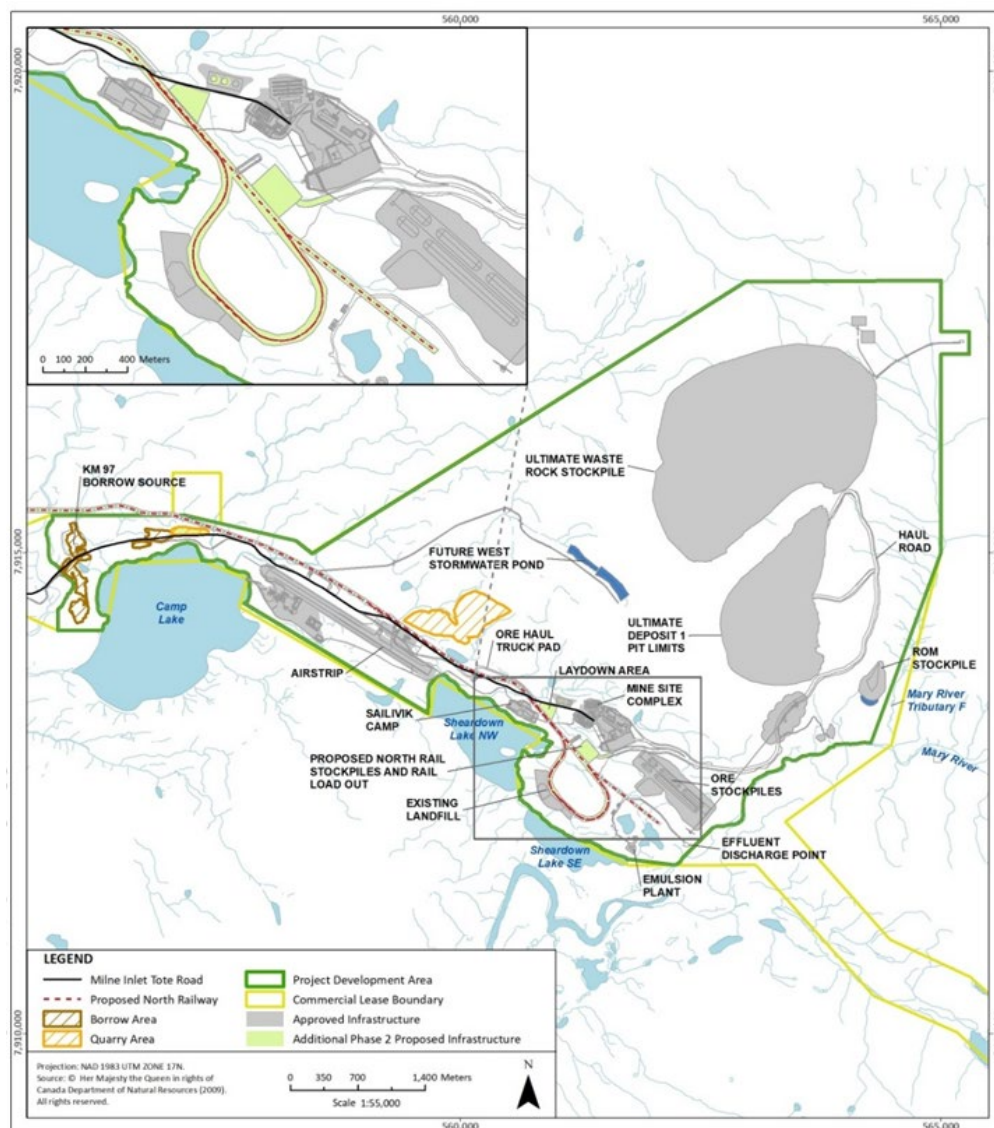 560,000
565,000
7,920,000
0 100 200 400 Meters
KM 97
BORROW SOURCE
ULTIMATE WASTE
ROCK STOCKPILE
7,915,000
7,915,000
HAUL
ROAD
FUTURE WEST
STORMWATER POND
Camp
Lake
ULTIMATE
DEPOSIT 1
PIT LIMITS
ORE HAUL
TRUCK PAD
ROM
STOCKPILE
AIRSTRIP
LAYDOWN AREA
MINE SITE
COMPLEX
Mary River
Tributary F
SAILIVIK
CAMP
Sheardown
Lake NW
Mary River
PROPOSED NORTH RAIL
STOCKPILES AND RAIL
LOAD OUT
ORE
STOCKPILES
EXISTING
LANDFILL
EFFLUENT
DISCHARGE POINT
Sheardown
Lake SE
EMULSION
PLANT
LEGEND
Milne Inlet Tote Road
Proposed North Railway
Borrow Area
Quarry Area
Project Development Area
Commercial Lease Boundary
Approved Infrastructure
Additional Phase 2 Proposed Infrastructure
7,910,000
7,910,000
Projection: NAD 1983 UTM ZONE 17N.
Source: © Her Majesty the Queen in rights of
Canada Department of Natural Resources (2009).
All rights reserved.
0 350 700 1,400 Meters
Scale 1:55,000
N
560,000
565,000